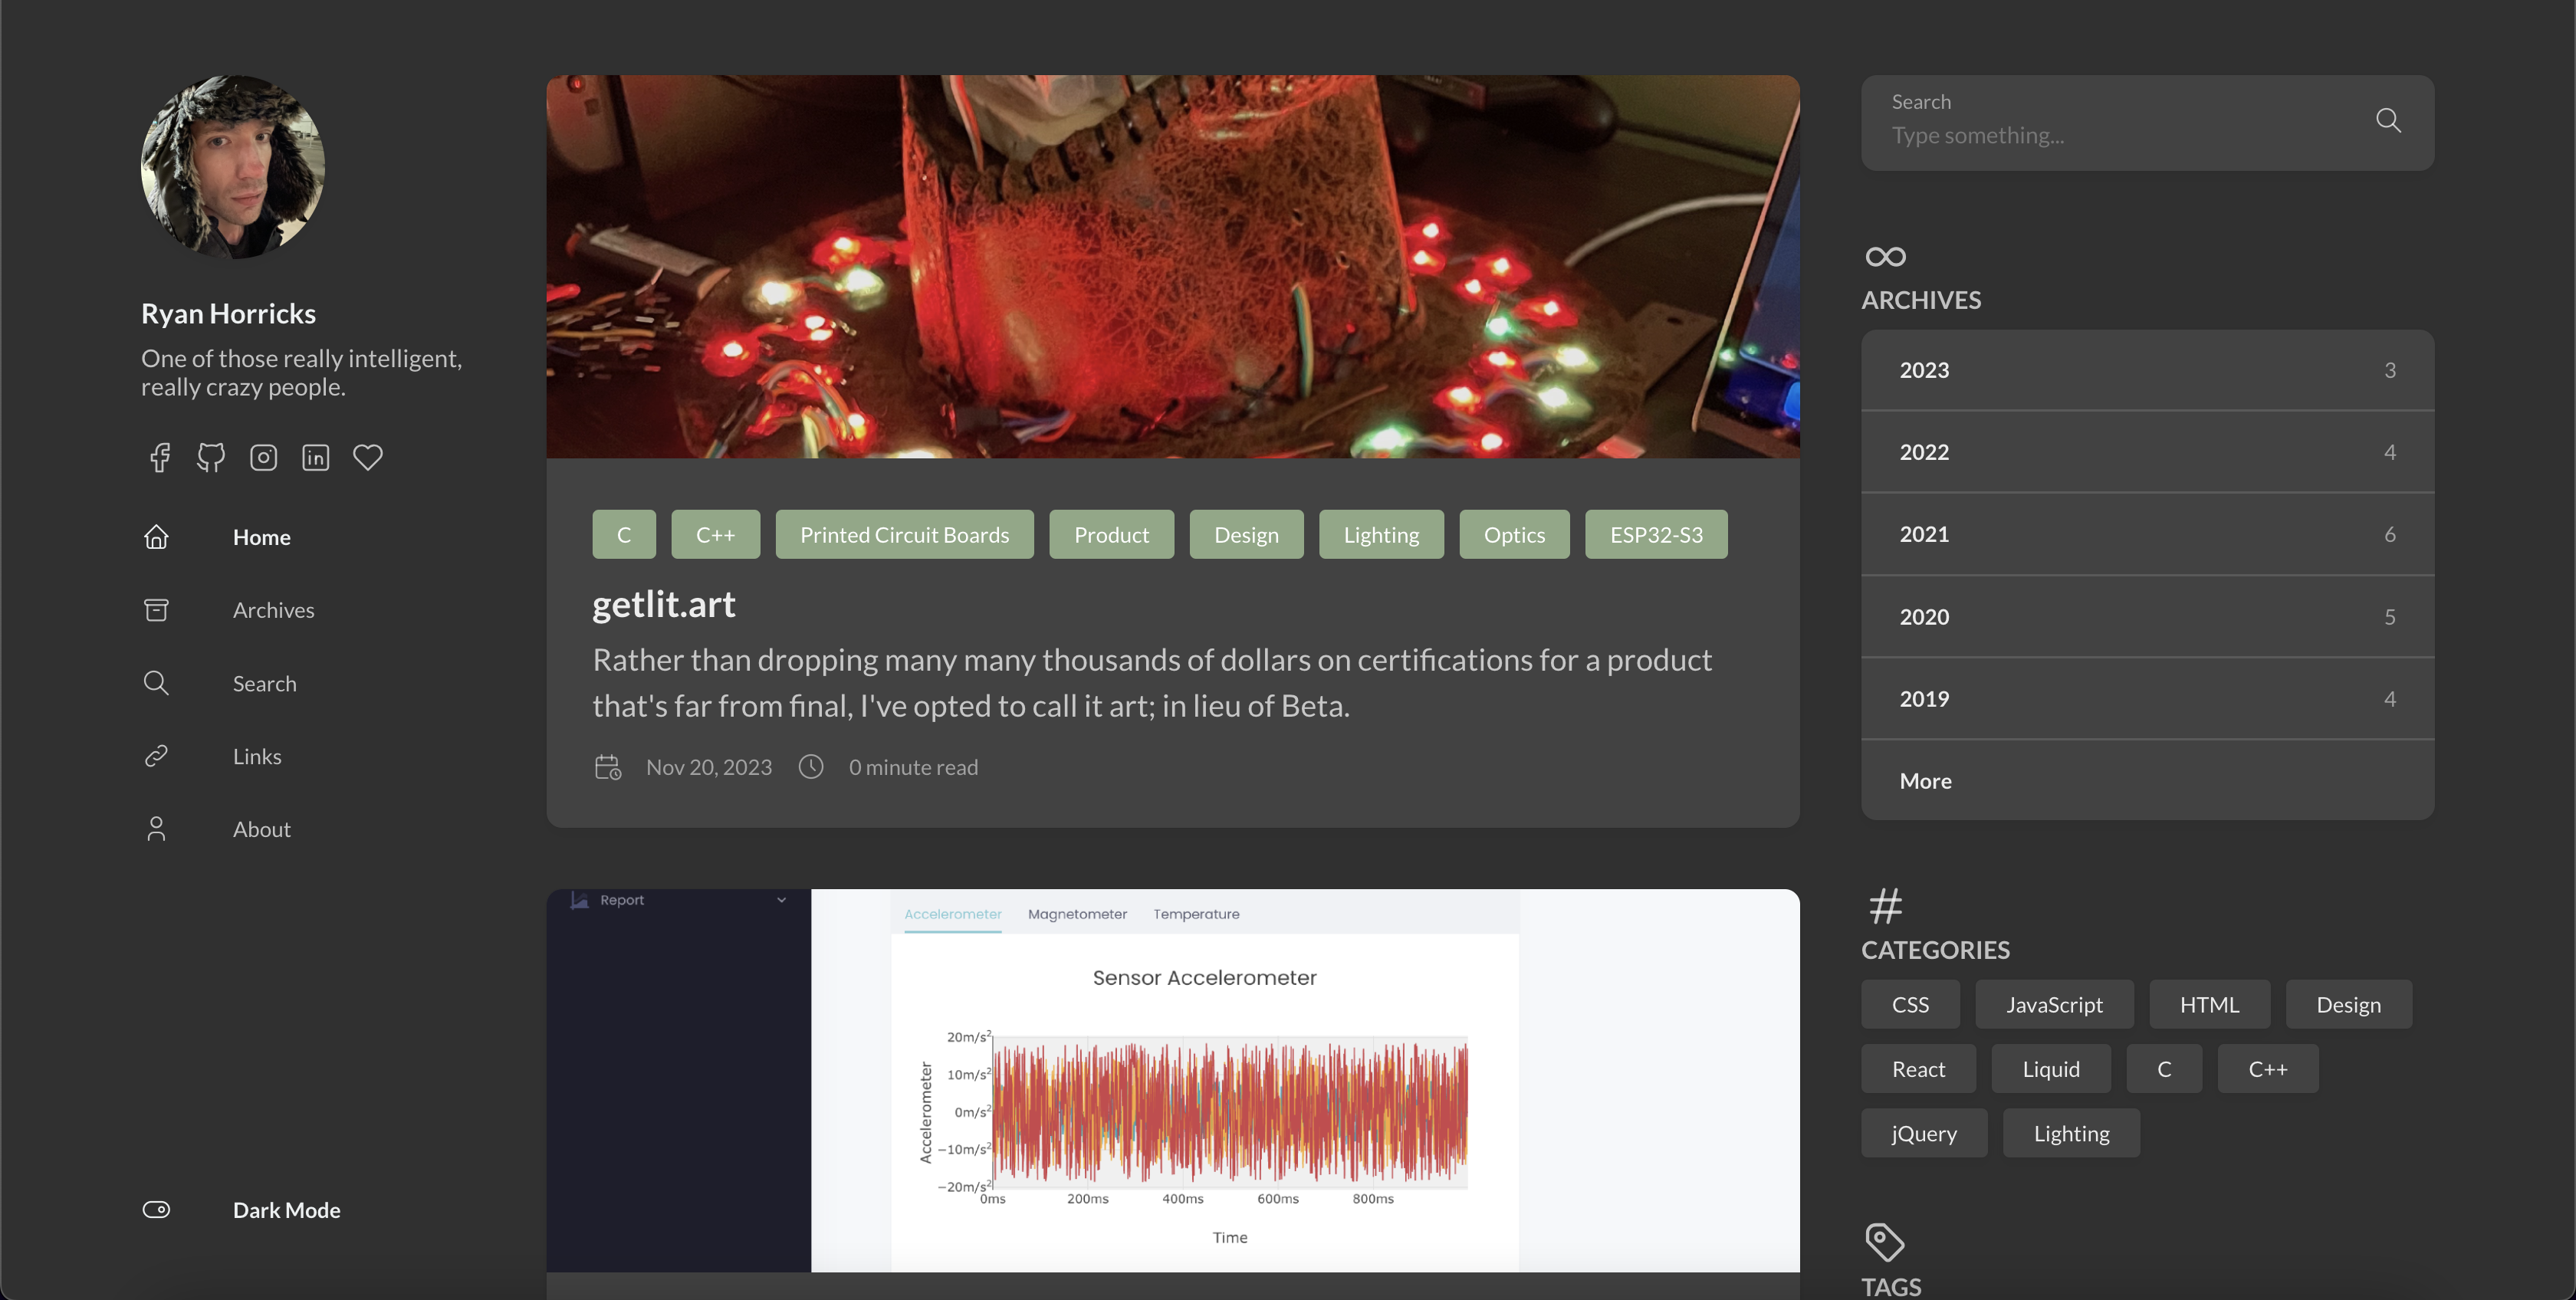 Ryan Horricks
One of those really intelligent,
really crazy people.
Home
Archives
Search
Links
About
Dark Mode
C
C++
Printed Circuit Boards
Product
Design
Lighting
Optics
ESP32-S3
getlit.art
Rather than dropping many many thousands of dollars on certifications for a product
that's far from final, I've opted to call it art; in lieu of Beta.
Nov 20, 2023
0 minute read
Report
Accelerometer
Magnetometer
Temperature
Sensor Accelerometer
Accelerometer
20m/s²
10m/s²
0m/s²
−10m/s²
−20m/s²
0ms
200ms
400ms
600ms
800ms
Time
Search
Type something...
ARCHIVES
2023 3
2022 4
2021 6
2020 5
2019 4
More
CATEGORIES
CSS
JavaScript
HTML
Design
React
Liquid
C
C++
jQuery
Lighting
TAGS